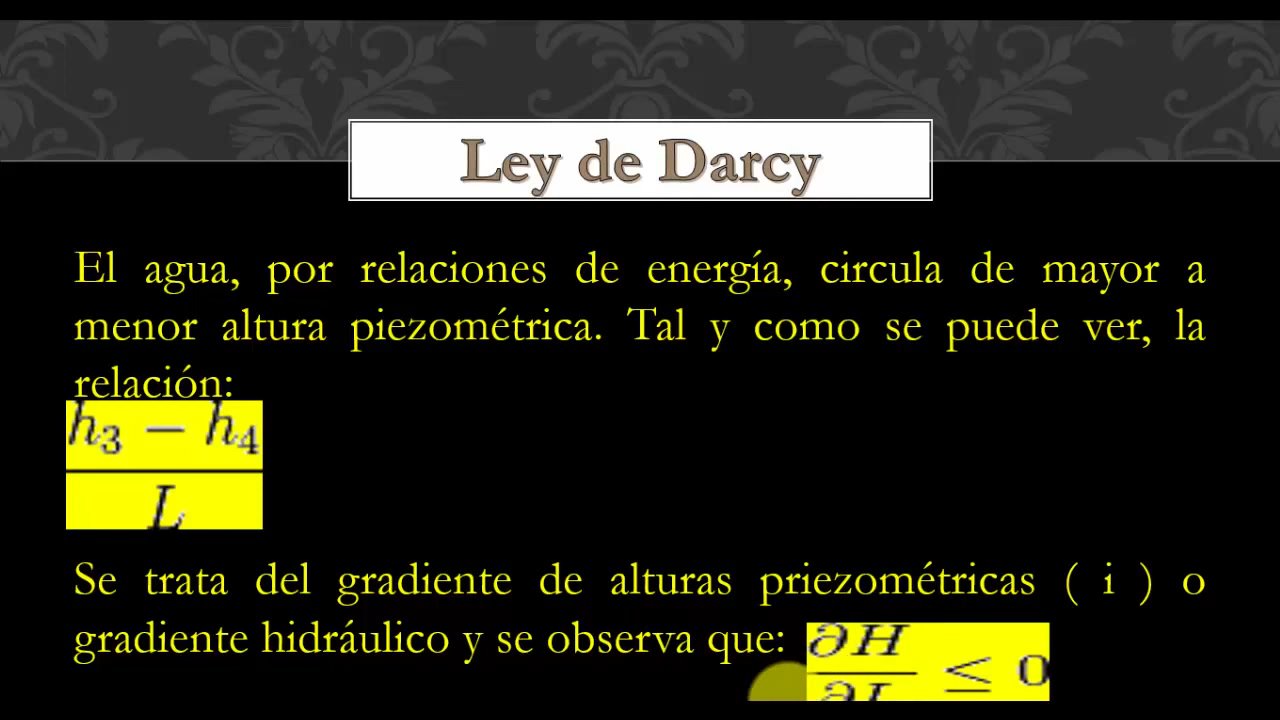 Ley de Darcy
El agua, por relaciones de energía, circula de mayor a
menor altura piezométrica. Tal y como se puede ver, la
relación:
h₃ − h₄
L
Se trata del gradiente de alturas priezométricas ( i ) o
gradiente hidráulico y se observa que:
∂H
≤ 0